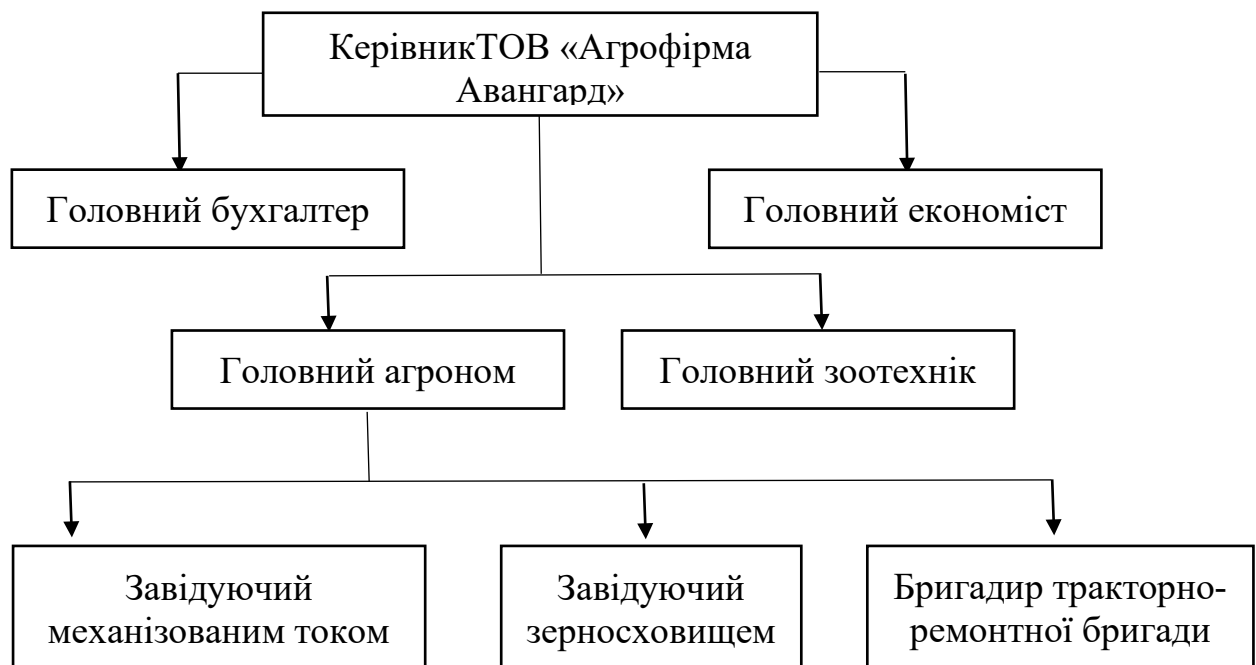 КерівникТОВ «Агрофірма
Авангард»
Головний бухгалтер
Головний економіст
Головний агроном
Головний зоотехнік
Завідуючий
механізованим током
Завідуючий
зерносховищем
Бригадир тракторно-
ремонтної бригади